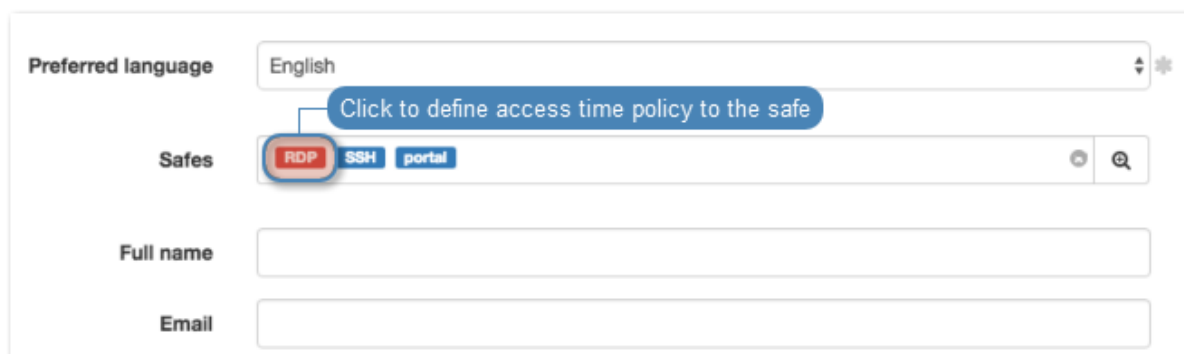 Preferred language English
Click to define access time policy to the safe
Safes RDP SSH portal
Full name
Email